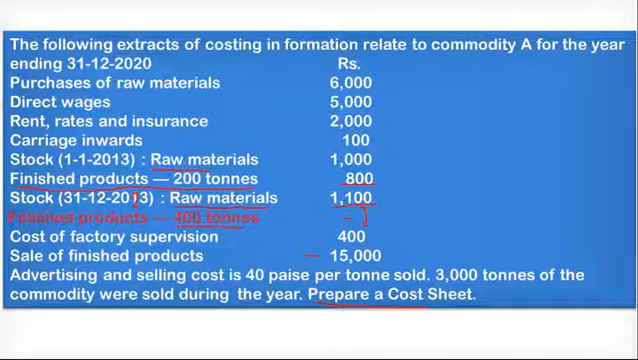 The following extracts of costing in formation relate to commodity A for the year
ending 31-12-2020 Rs.
Purchases of raw materials 6,000
Direct wages 5,000
Rent, rates and insurance 2,000
Carriage inwards 100
Stock (1-1-2013) : Raw materials 1,000
Finished products — 200 tonnes 800
Stock (31-12-2013) : Raw materials 1,100
Finished products — 400 tonnes -
Cost of factory supervision 400
Sale of finished products 15,000
Advertising and selling cost is 40 paise per tonne sold. 3,000 tonnes of the
commodity were sold during the year. Prepare a Cost Sheet.